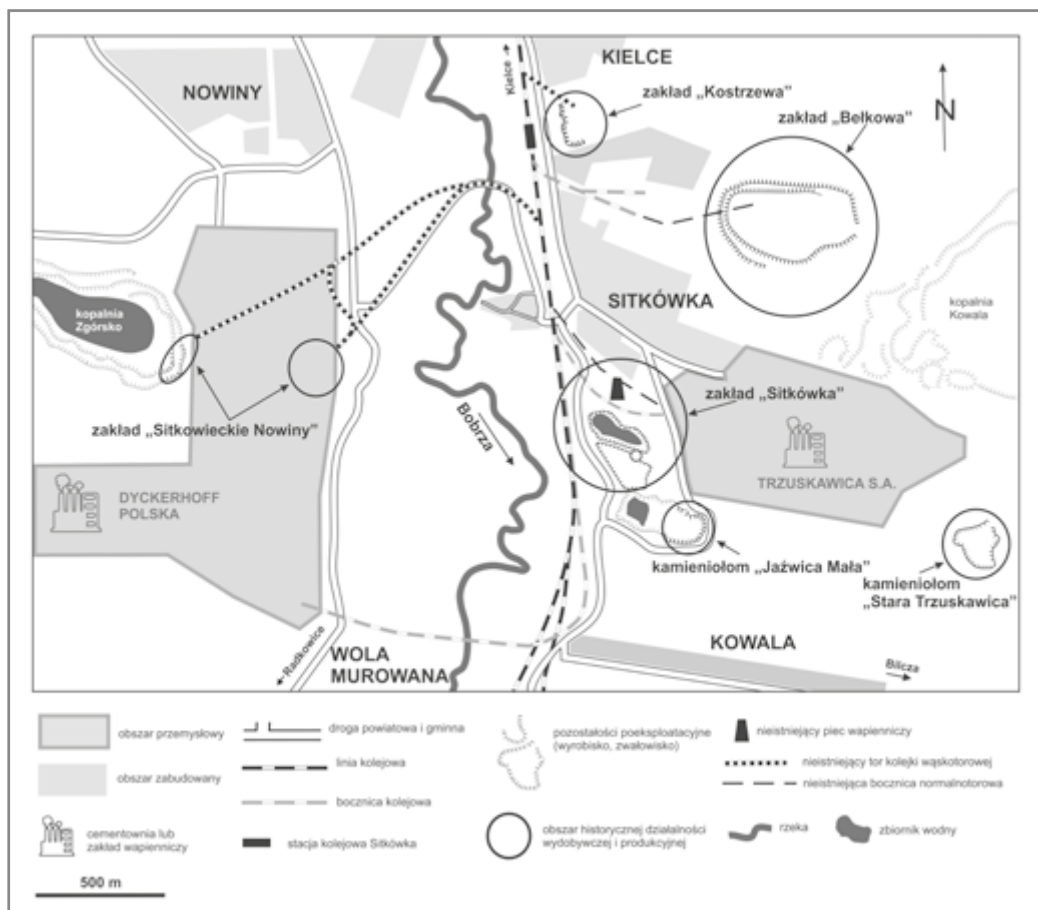 KIELCE
Kielce
NOWINY
zakład „Kostrzewa”
zakład „Bełkowa”
N
SITKÓWKA
kopalnia
Zgórsko
kopalnia
Kowala
zakład „Sitkówka”
zakład „Sitkowieckie Nowiny”
Bobrza
DYCKERHOFF
POLSKA
TRZUSKAWICA S.A.
kamieniołom „Jaźwica Mała”
kamieniołom
„Stara Trzuskawica”
Radkowice
WOLA
MUROWANA
KOWALA
Bilcza
obszar przemysłowy
droga powiatowa i gminna
pozostałości poeksploatacyjne
(wyrobisko, zwałowisko)
nieistniejący piec wapienniczy
linia kolejowa
nieistniejący tor kolejki wąskotorowej
obszar zabudowany
nieistniejąca bocznica normalnotorowa
bocznica kolejowa
cementownia lub
zakład wapienniczy
stacja kolejowa Sitkówka
obszar historycznej działalności
wydobywczej i produkcyjnej
rzeka
zbiornik wodny
500 m